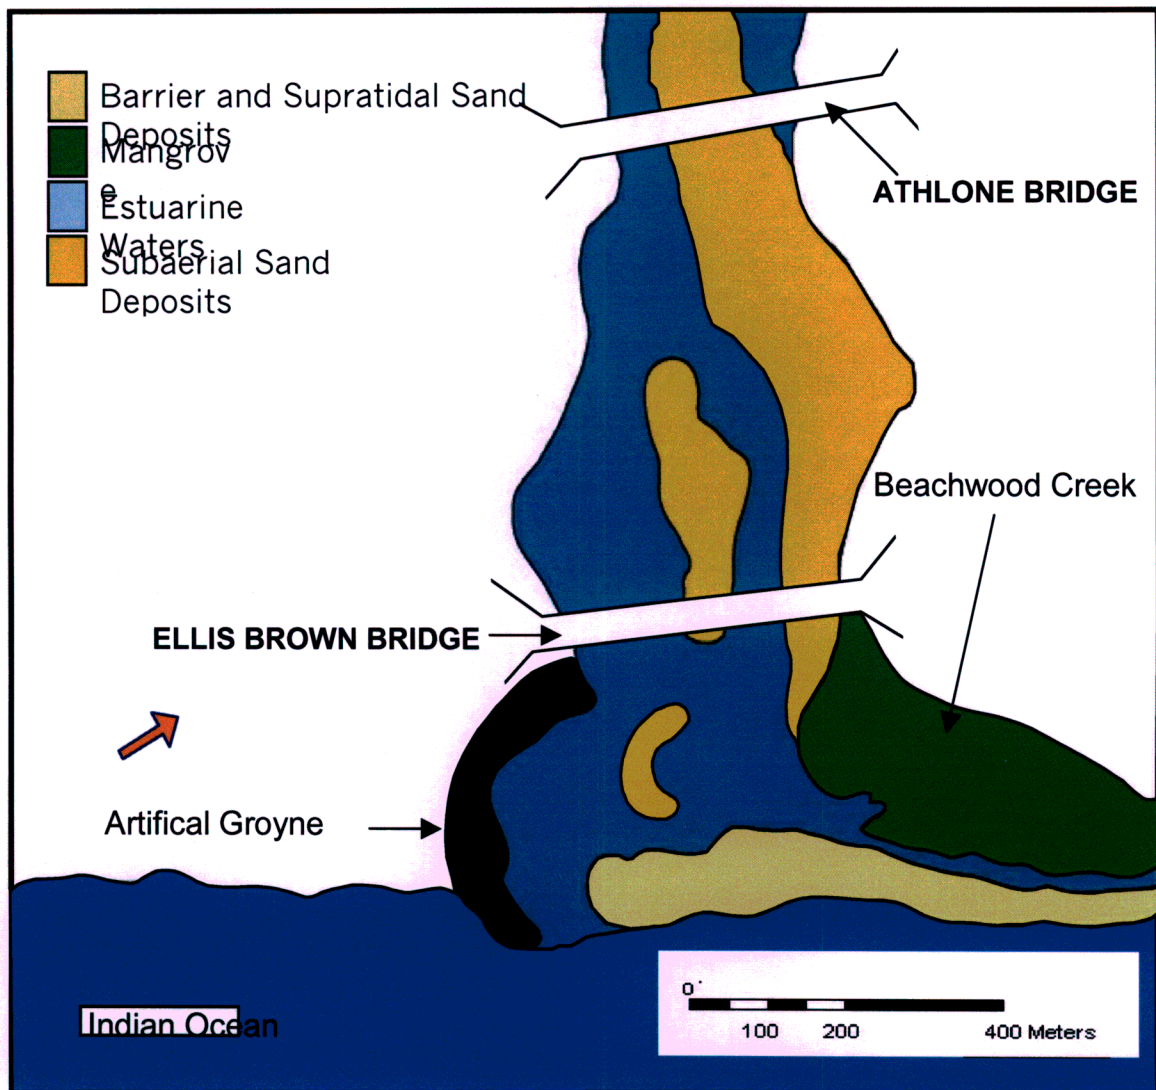 Barrier and Supratidal Sand
Deposits
Mangrov
e
Estuarine
Waters
Subaerial Sand
Deposits
ATHLONE BRIDGE
Beachwood Creek
ELLIS BROWN BRIDGE
Artifical Groyne
Indian Ocean
0
100 200 400 Meters